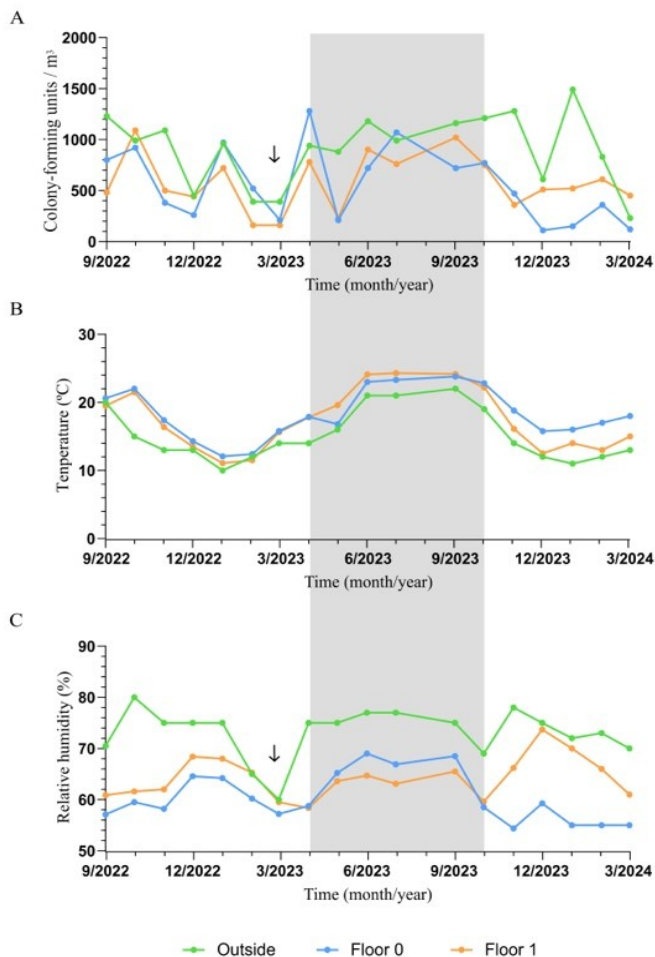 A
Colony-forming units / m³
2000
1500
1000
500
0
9/2022 12/2022 3/2023 6/2023 9/2023 12/2023 3/2024
Time (month/year)
B
Tenperature (ºC)
30
20
10
0
9/2022 12/2022 3/2023 6/2023 9/2023 12/2023 3/2024
Time (month/year)
C
Relative humidity (%)
90
80
70
60
50
9/2022 12/2022 3/2023 6/2023 9/2023 12/2023 3/2024
Time (month/year)
Outside Floor 0 Floor 1